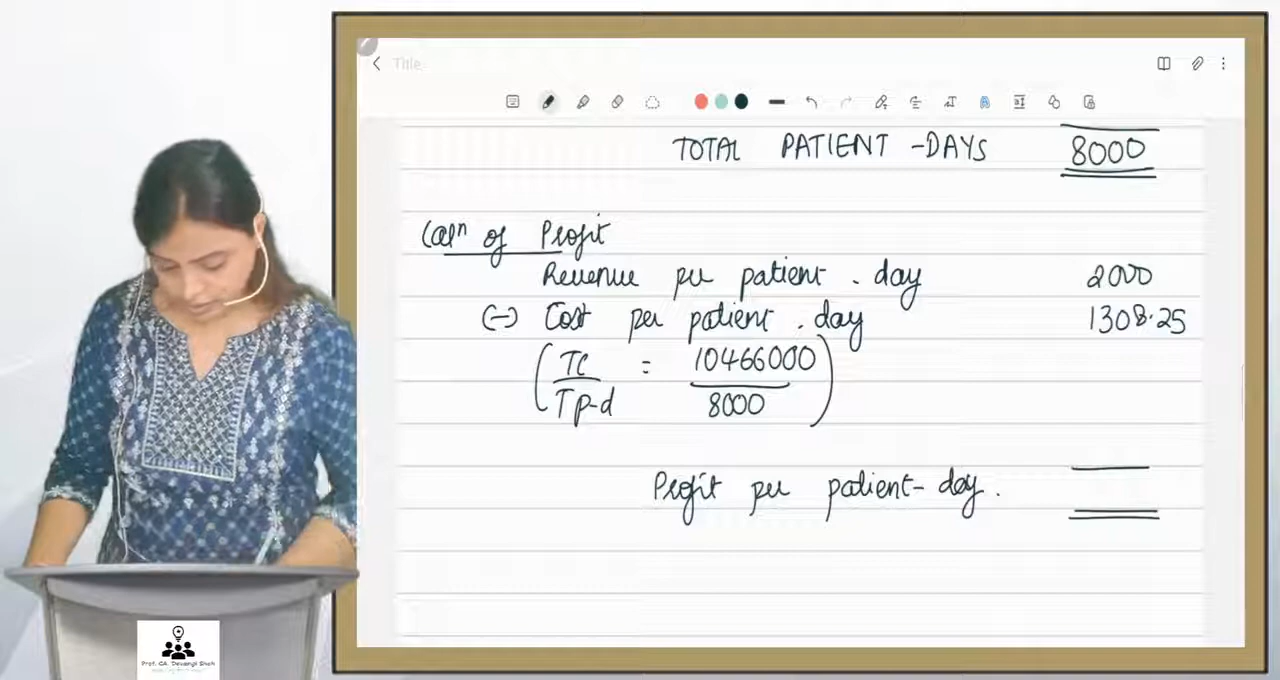 Title
TOTAL PATIENT -DAYS 8000
Calⁿ of Profit
Revenue per patient . day 2000
(-) Cost per patient . day 1308.25
( TC / TP-d = 10466000 / 8000 )
Profit per patient-day .
Prof. CA. Devangi Shah